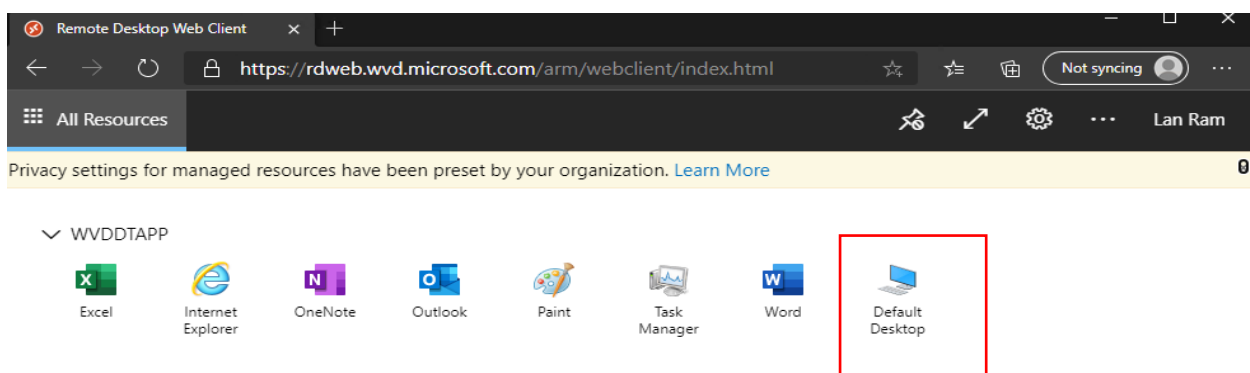 Remote Desktop Web Client
https://rdweb.wvd.microsoft.com/arm/webclient/index.html
Not syncing
All Resources
Lan Ram
Privacy settings for managed resources have been preset by your organization. Learn More
WVDDTAPP
Excel
Internet
Explorer
OneNote
Outlook
Paint
Task
Manager
Word
Default
Desktop